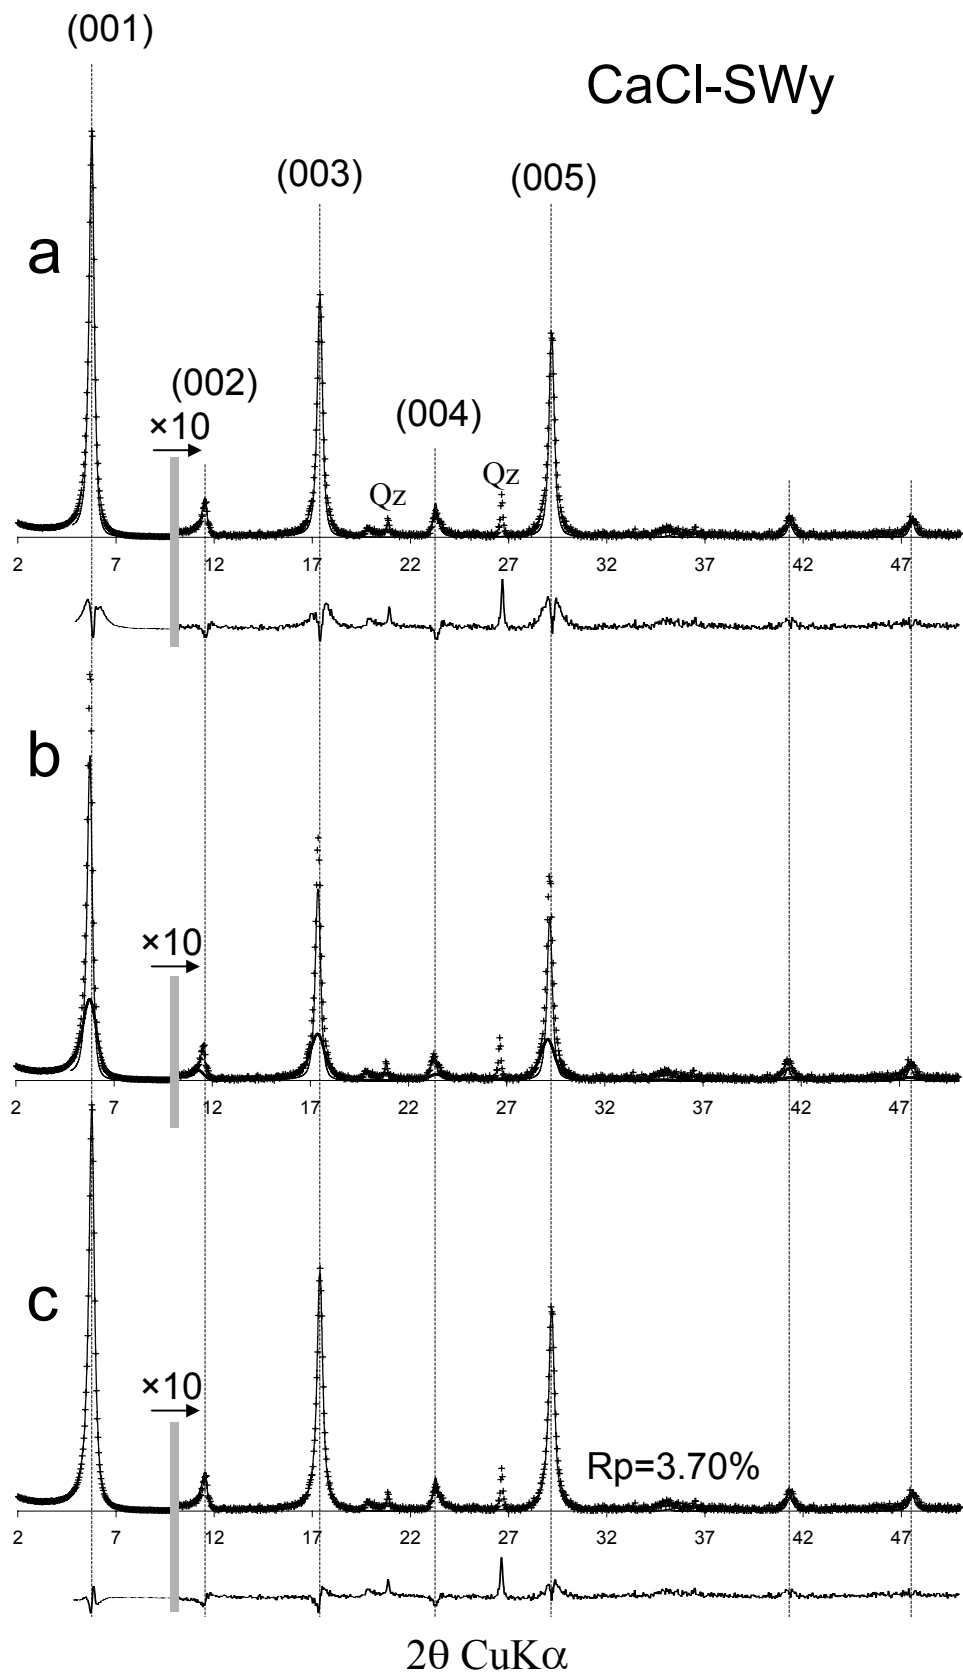 (001)
CaCl-SWy
(003)
(005)
a
(002)
(004)
×10
Qz
Qz
2 7 12 17 22 27 32 37 42 47
b
×10
2 7 12 17 22 27 32 37 42 47
c
×10
Rp=3.70%
2 7 12 17 22 27 32 37 42 47
2θ CuKα